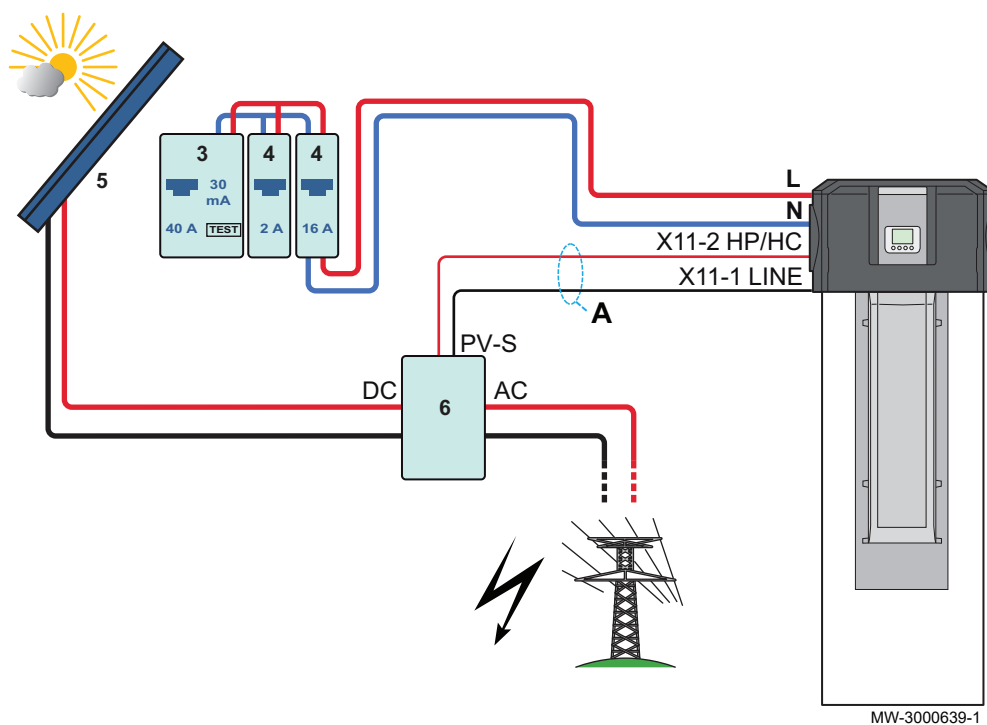 3
30
mA
40 A
TEST
4
2 A
4
16 A
5
L
N
X11-2 HP/HC
X11-1 LINE
A
PV-S
DC
6
AC
MW-3000639-1